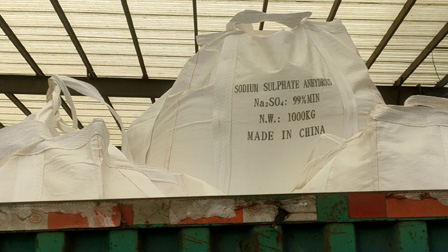 SODIUM SULPHATE ANHYDROUS
Na₂SO₄: 99%MIN
N.W.: 1000KG
MADE IN CHINA